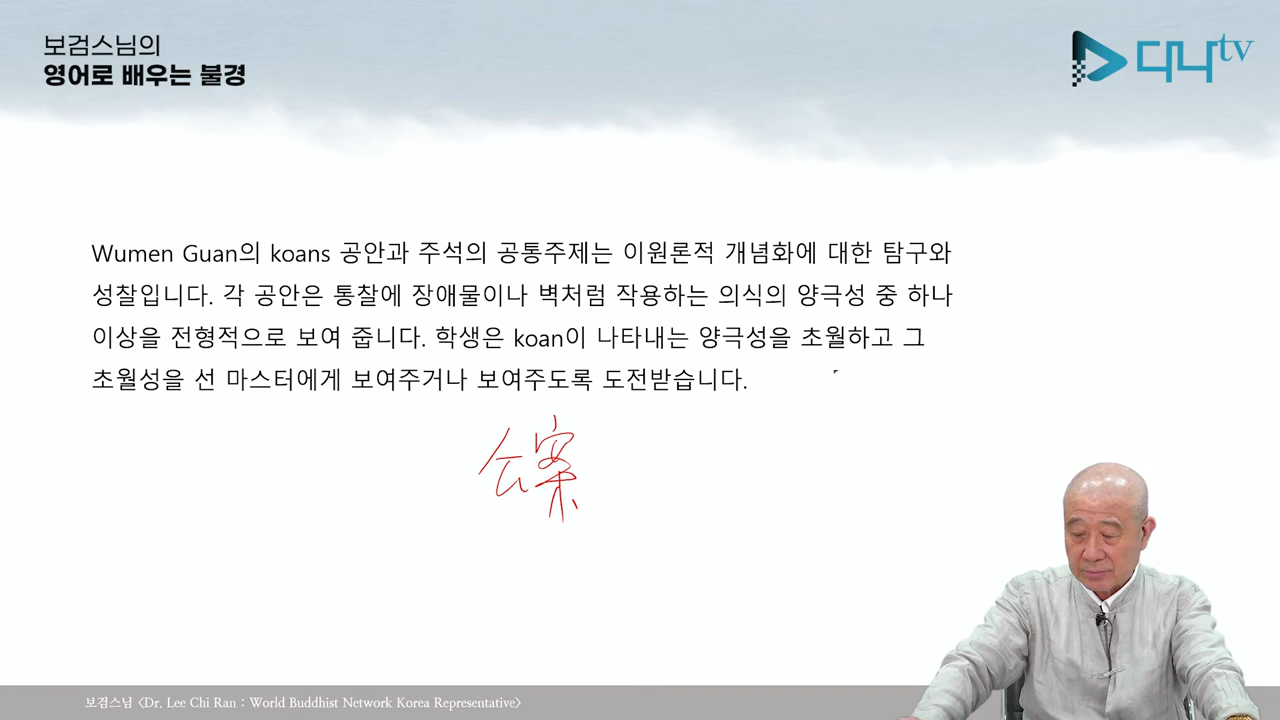 보검스님의
영어로 배우는 불경
디나tv
Wumen Guan의 koans 공안과 주석의 공통주제는 이원론적 개념화에 대한 탐구와
성찰입니다. 각 공안은 통찰에 장애물이나 벽처럼 작용하는 의식의 양극성 중 하나
이상을 전형적으로 보여 줍니다. 학생은 koan이 나타내는 양극성을 초월하고 그
초월성을 선 마스터에게 보여주거나 보여주도록 도전받습니다.
公案
보검스님 <Dr. Lee Chi Ran : World Buddhist Network Korea Representative>